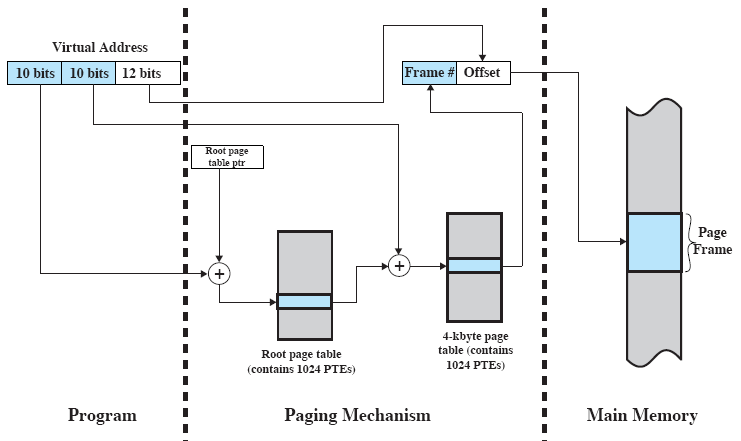 Virtual Address
10 bits
10 bits
12 bits
Frame #
Offset
Root page
table ptr
+
+
Root page table
(contains 1024 PTEs)
4-kbyte page
table (contains
1024 PTEs)
Page
Frame
Program
Paging Mechanism
Main Memory